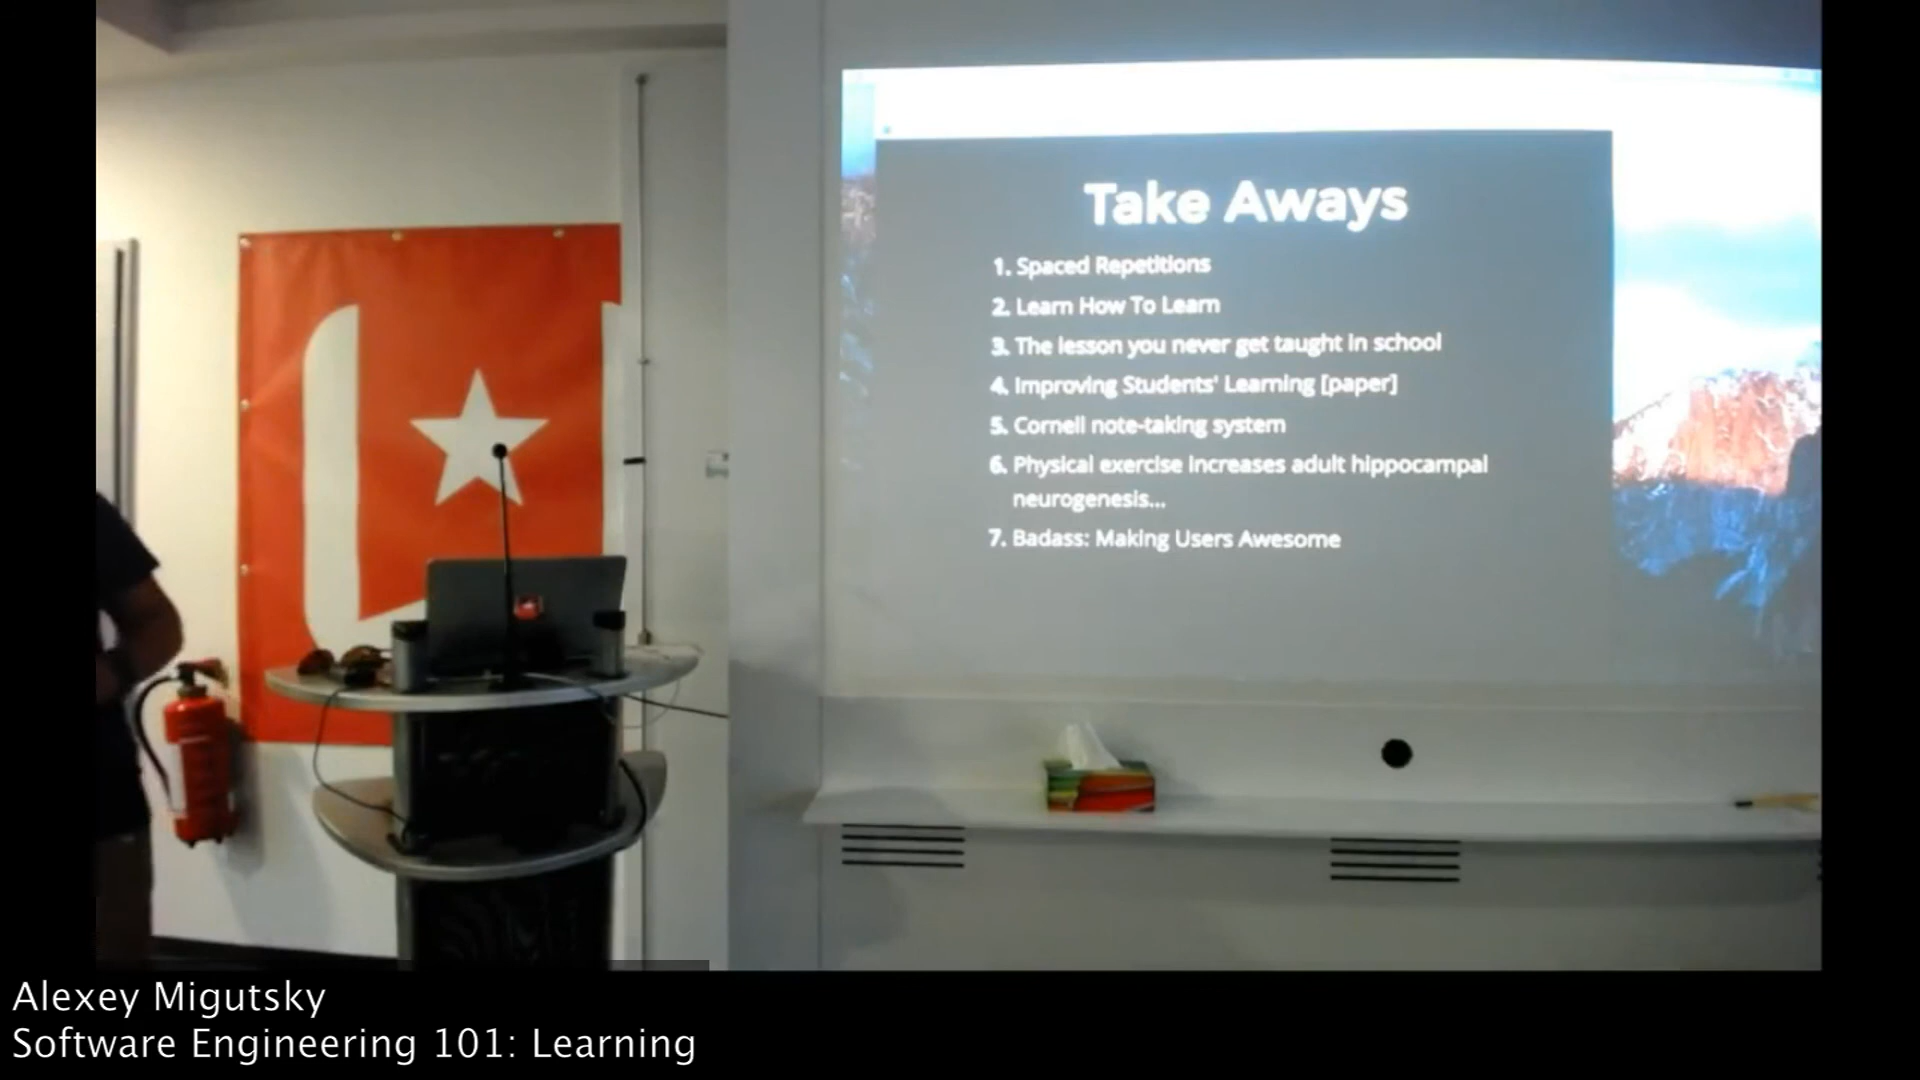 Take Aways
1. Spaced Repetitions
2. Learn How To Learn
3. The lesson you never get taught in school
4. Improving Students' Learning [paper]
5. Cornell note-taking system
6. Physical exercise increases adult hippocampal
neurogenesis...
7. Badass: Making Users Awesome
Alexey Migutsky
Software Engineering 101: Learning